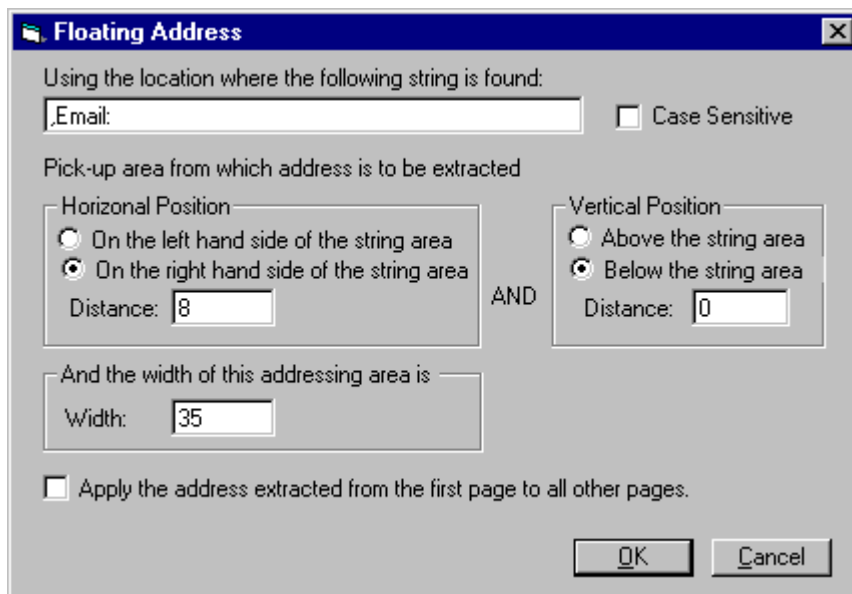 Floating Address
Using the location where the following string is found:
,Email:
Case Sensitive
Pick-up area from which address is to be extracted
Horizonal Position
On the left hand side of the string area
On the right hand side of the string area
Distance: 8
AND
Vertical Position
Above the string area
Below the string area
Distance: 0
And the width of this addressing area is
Width: 35
Apply the address extracted from the first page to all other pages.
OK Cancel